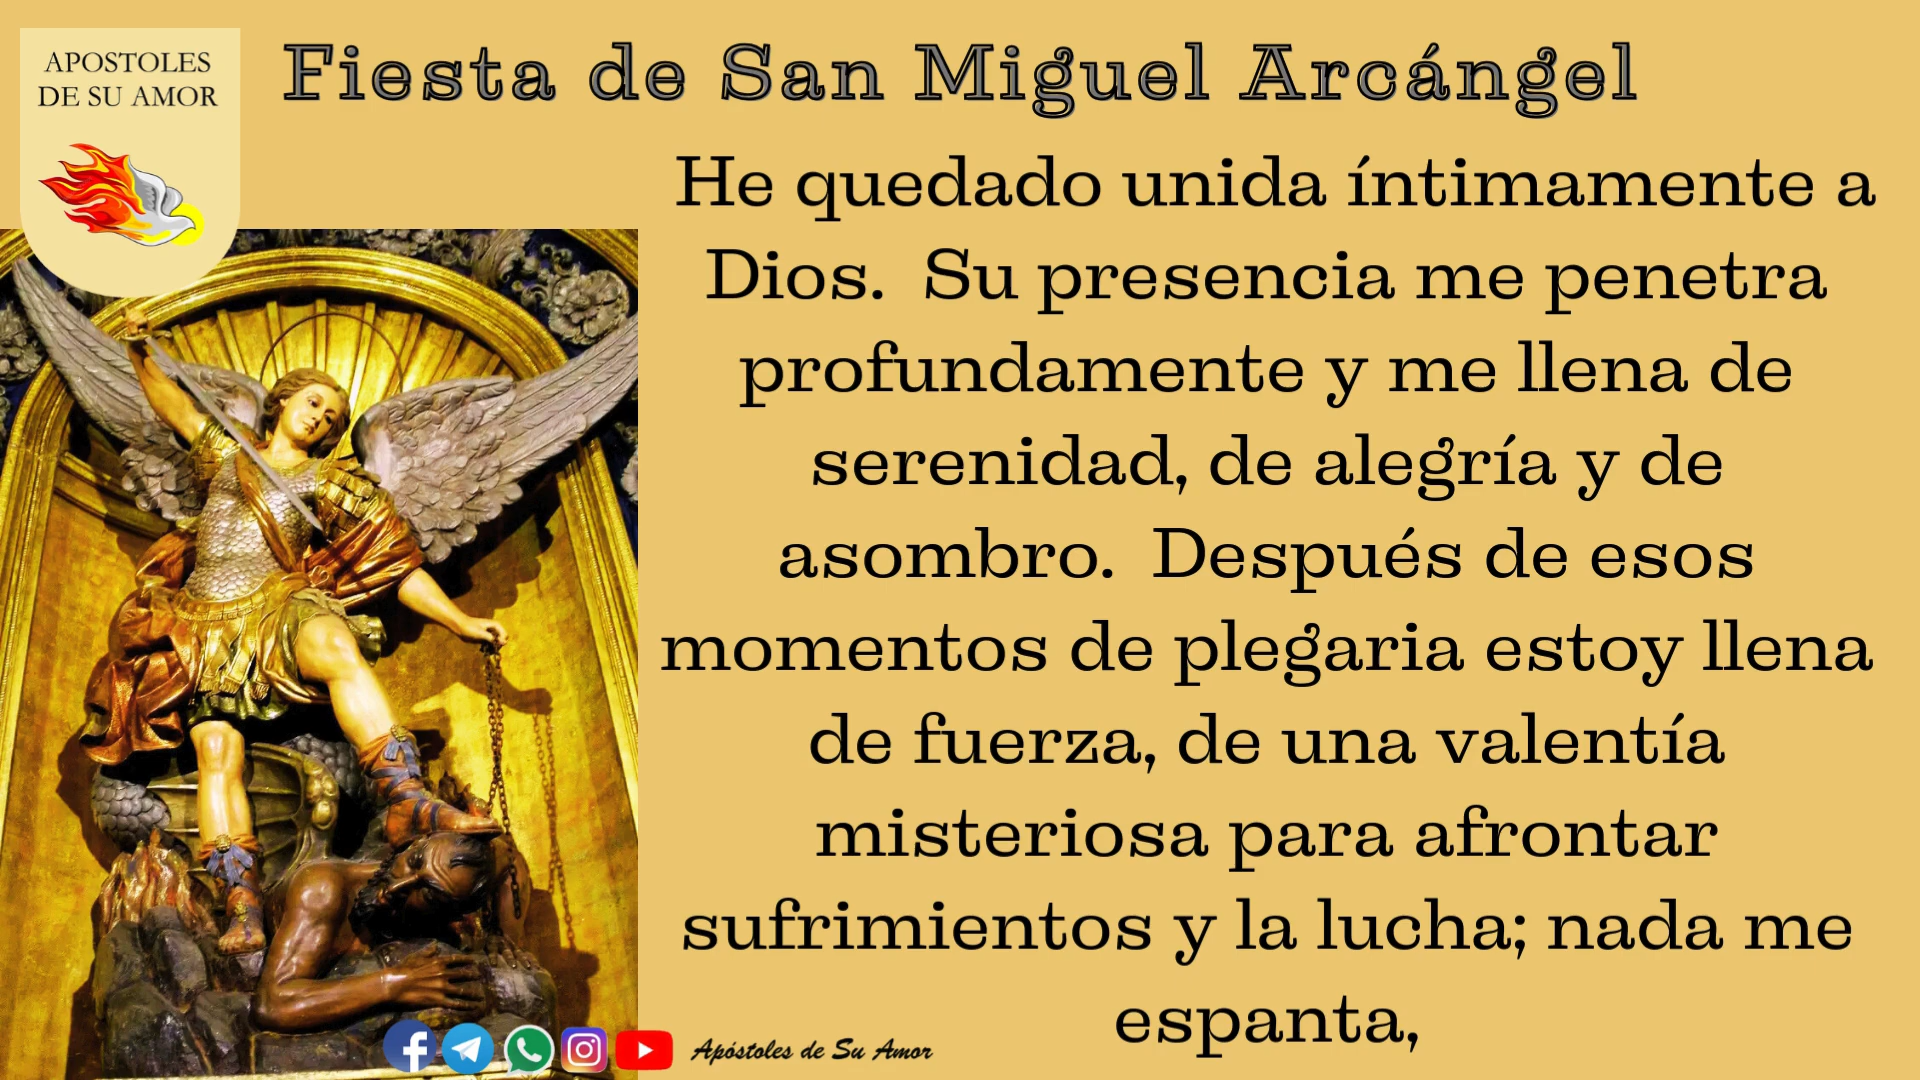 APOSTOLES
DE SU AMOR
Fiesta de San Miguel Arcángel
He quedado unida íntimamente a
Dios.  Su presencia me penetra
profundamente y me llena de
serenidad, de alegría y de
asombro.  Después de esos
momentos de plegaria estoy llena
de fuerza, de una valentía
misteriosa para afrontar
sufrimientos y la lucha; nada me
espanta,
Apóstoles de Su Amor